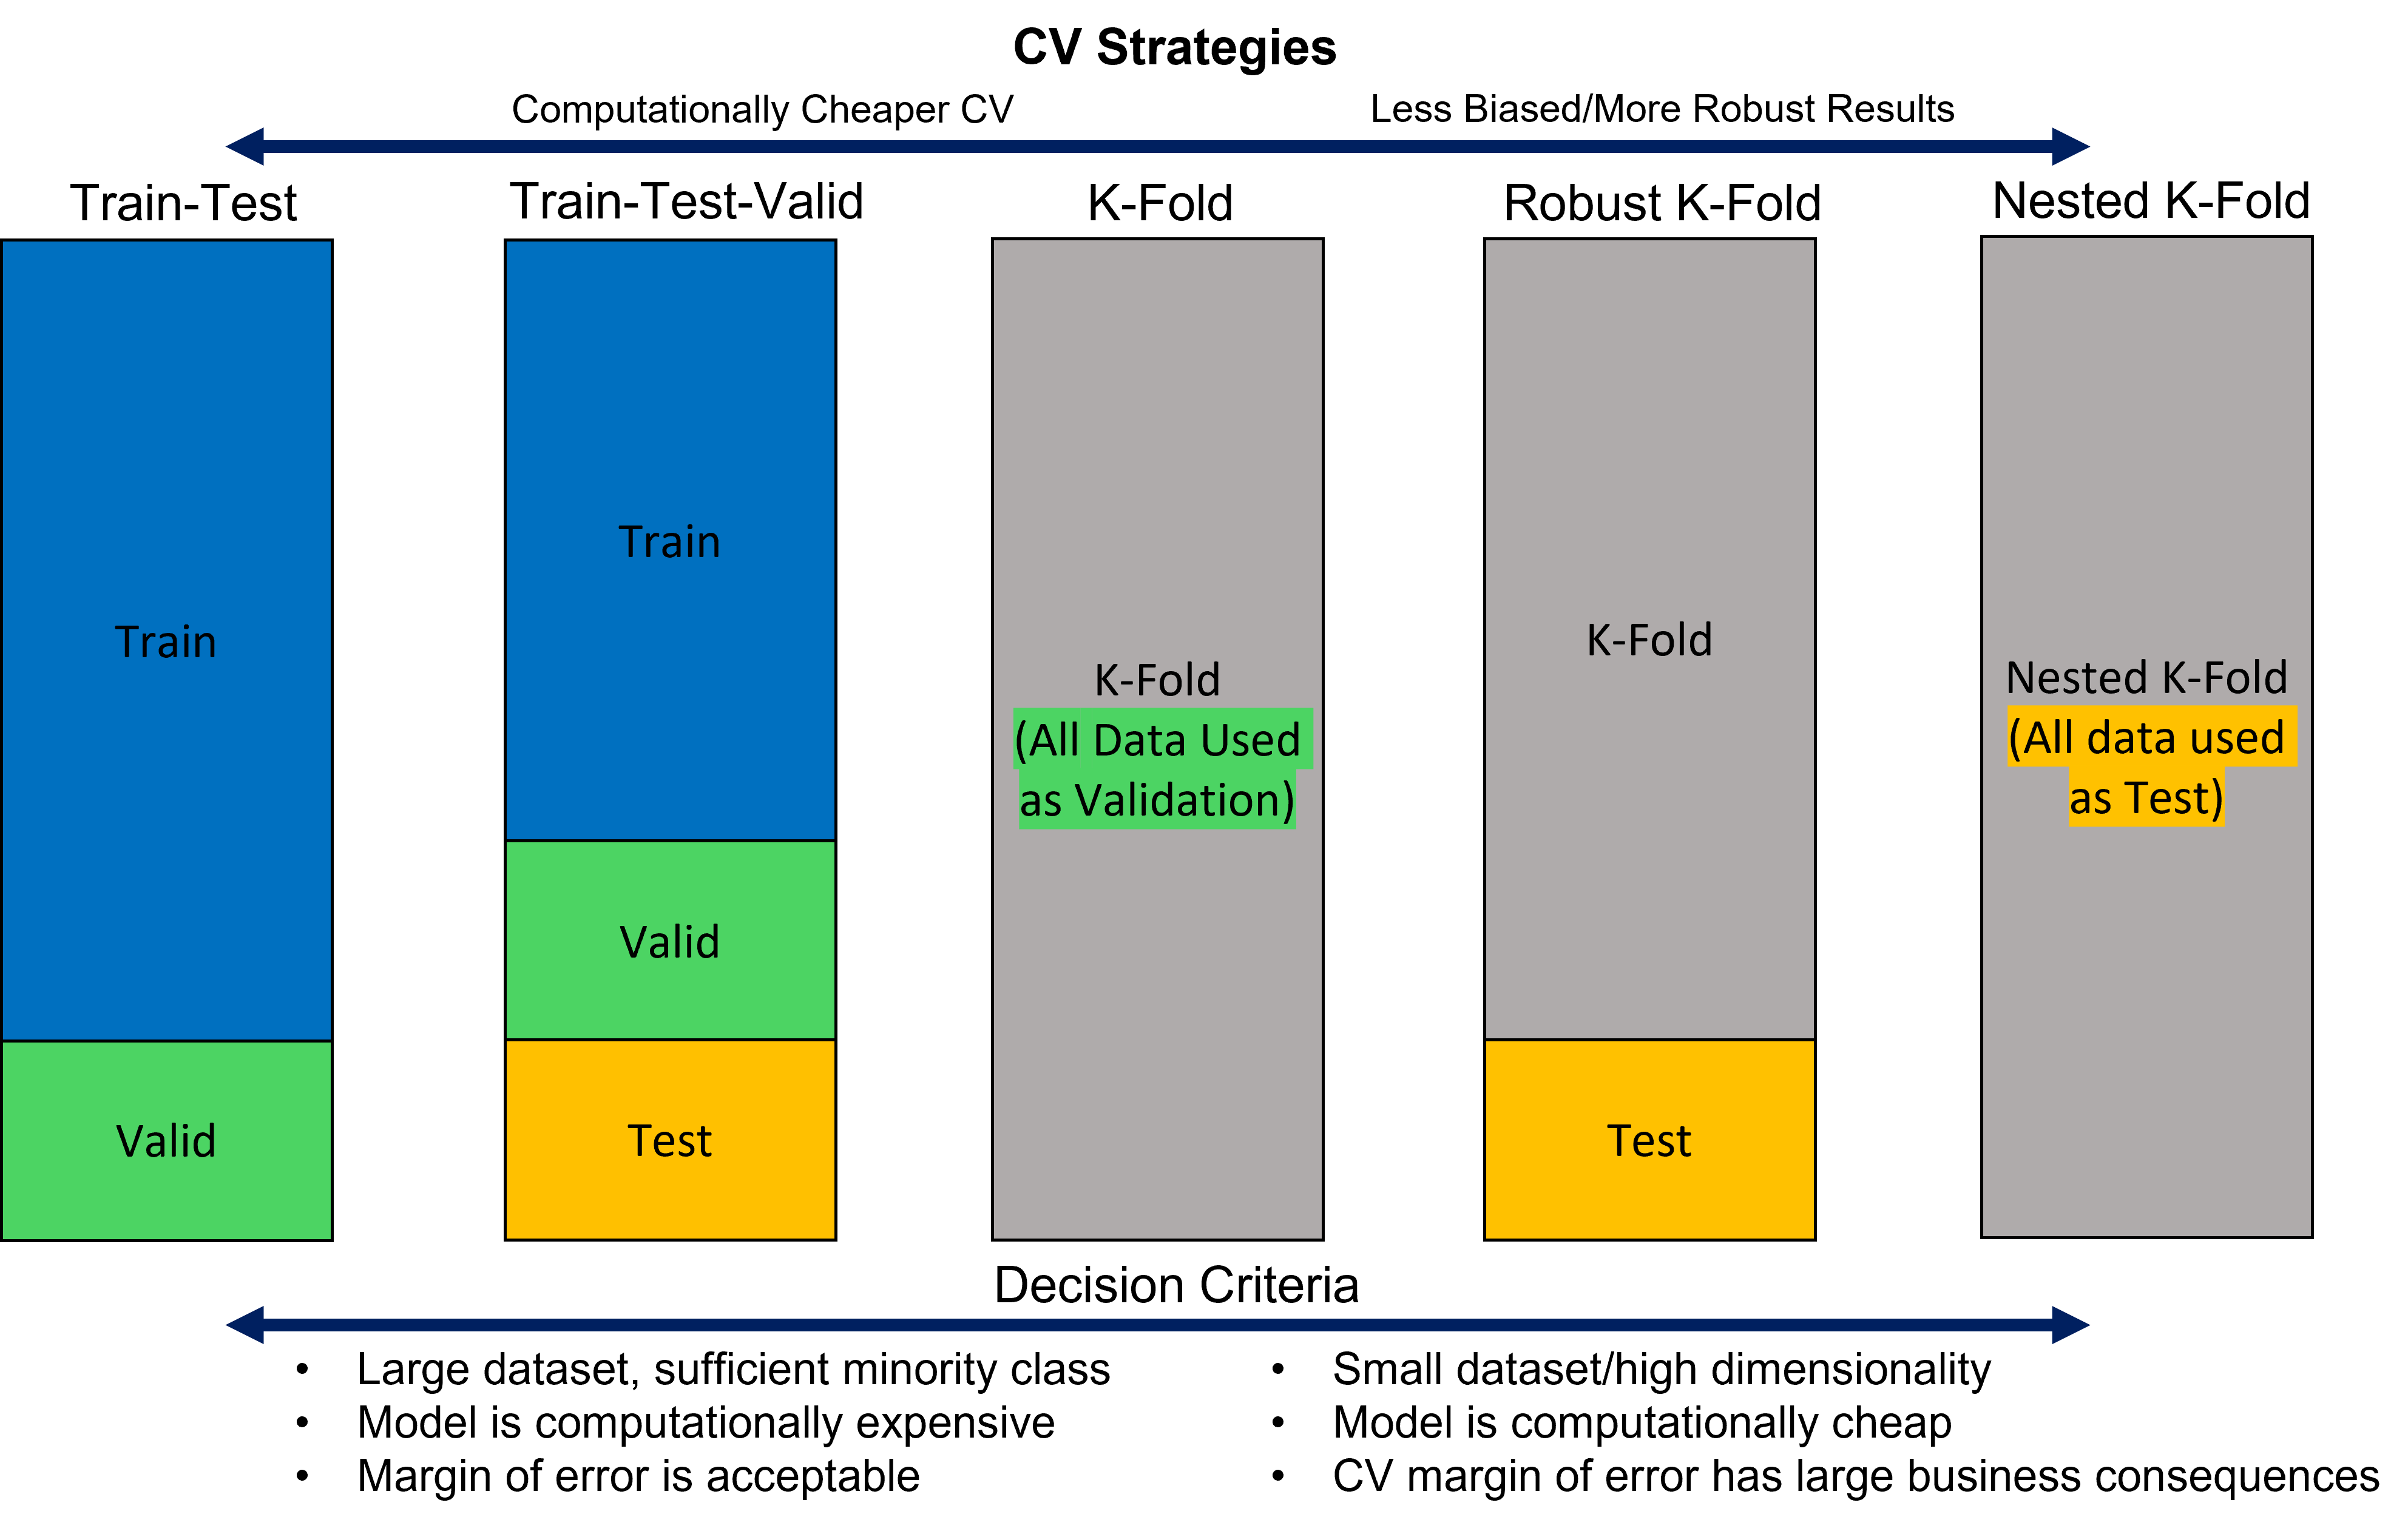 CV Strategies
Computationally Cheaper CV
Less Biased/More Robust Results
Train-Test
Train-Test-Valid
K-Fold
Robust K-Fold
Nested K-Fold
Train
Valid
Train
Valid
Test
K-Fold
(All Data Used
as Validation)
K-Fold
Test
Nested K-Fold
(All data used
as Test)
Decision Criteria
• Large dataset, sufficient minority class
• Model is computationally expensive
• Margin of error is acceptable
• Small dataset/high dimensionality
• Model is computationally cheap
• CV margin of error has large business consequences